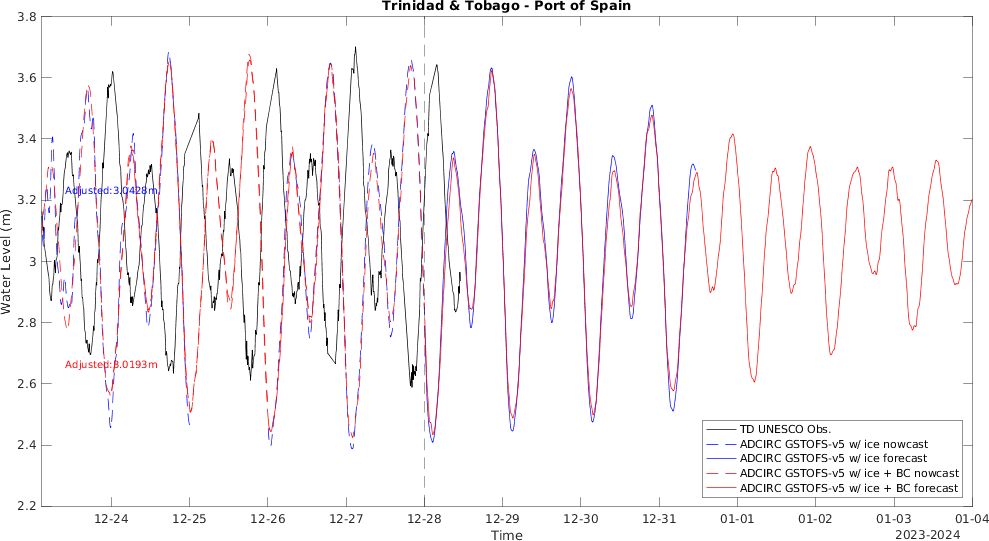 Trinidad & Tobago - Port of Spain
3.8
3.6
3.4
3.2
3
2.8
2.6
2.4
2.2
Water Level (m)
Adjusted:3.0428m
Adjusted:3.0193m
TD UNESCO Obs.
ADCIRC GSTOFS-v5 w/ ice nowcast
ADCIRC GSTOFS-v5 w/ ice forecast
ADCIRC GSTOFS-v5 w/ ice + BC nowcast
ADCIRC GSTOFS-v5 w/ ice + BC forecast
12-24 12-25 12-26 12-27 12-28 12-29 12-30 12-31 01-01 01-02 01-03 01-04
Time
2023-2024